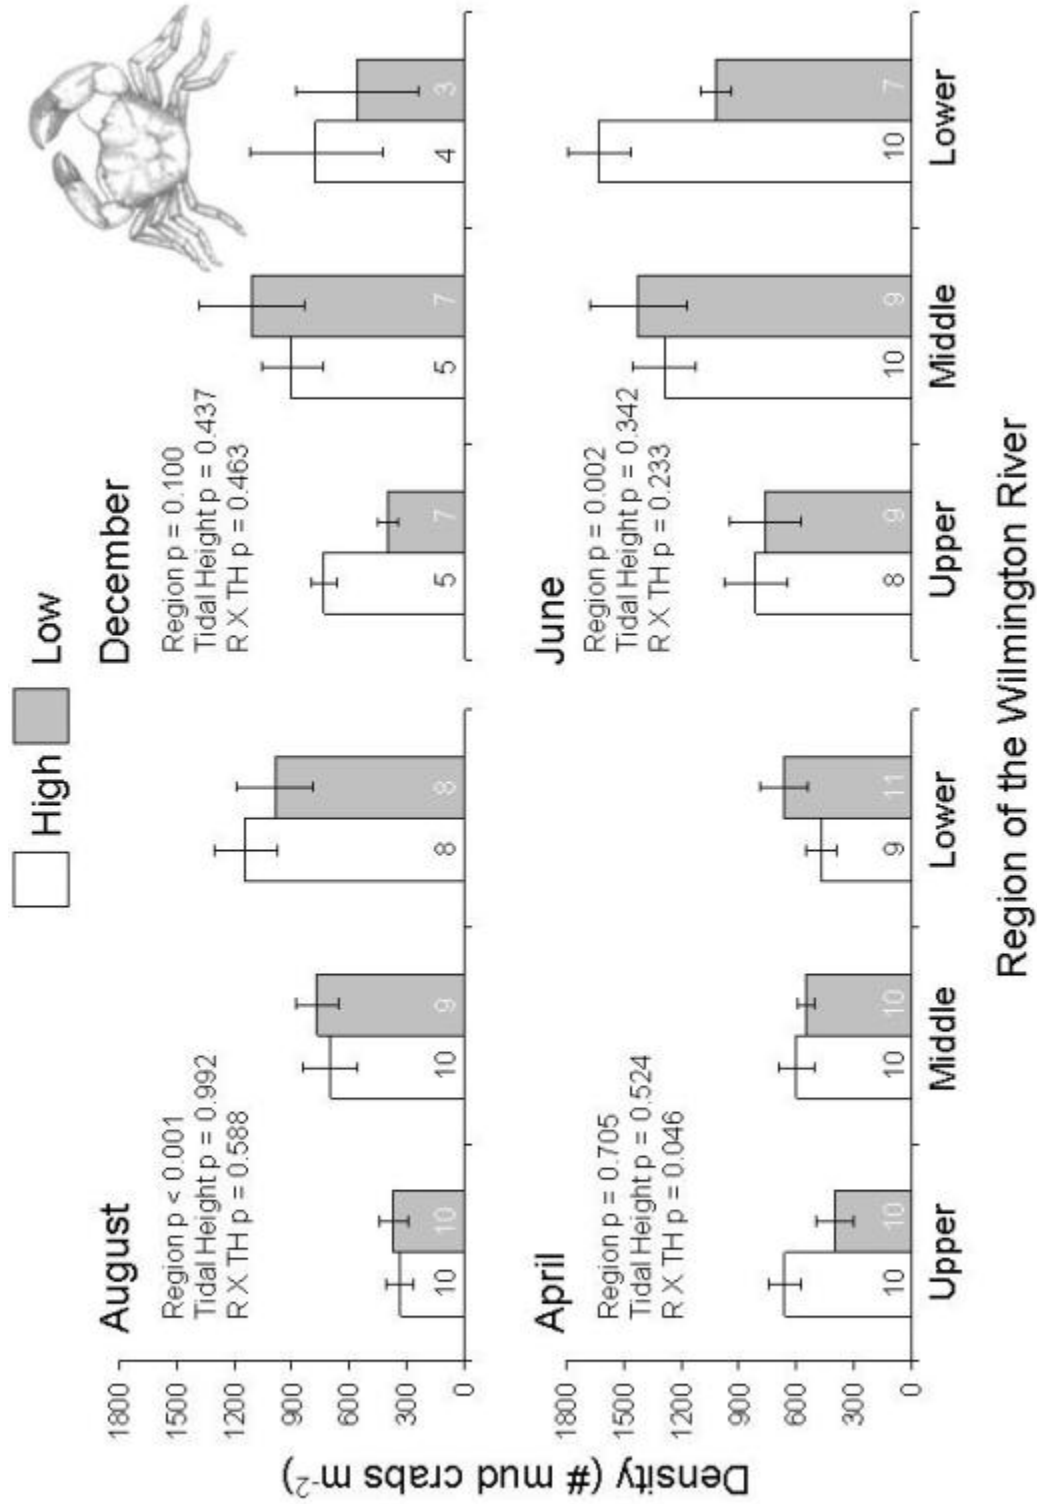 High Low
August
Region p < 0.001
Tidal Height p = 0.992
R X TH p = 0.588
1800
1500
1200
900
600
300
0
10 10 10 9 8 8
December
Region p = 0.100
Tidal Height p = 0.437
R X TH p = 0.463
5 7 5 7 4 3
Density (# mud crabs m-2)
April
Region p = 0.705
Tidal Height p = 0.524
R X TH p = 0.046
1800
1500
1200
900
600
300
0
10 10 10 10 9 11
Upper Middle Lower
June
Region p = 0.002
Tidal Height p = 0.342
R X TH p = 0.233
8 9 10 9 10 7
Upper Middle Lower
Region of the Wilmington River